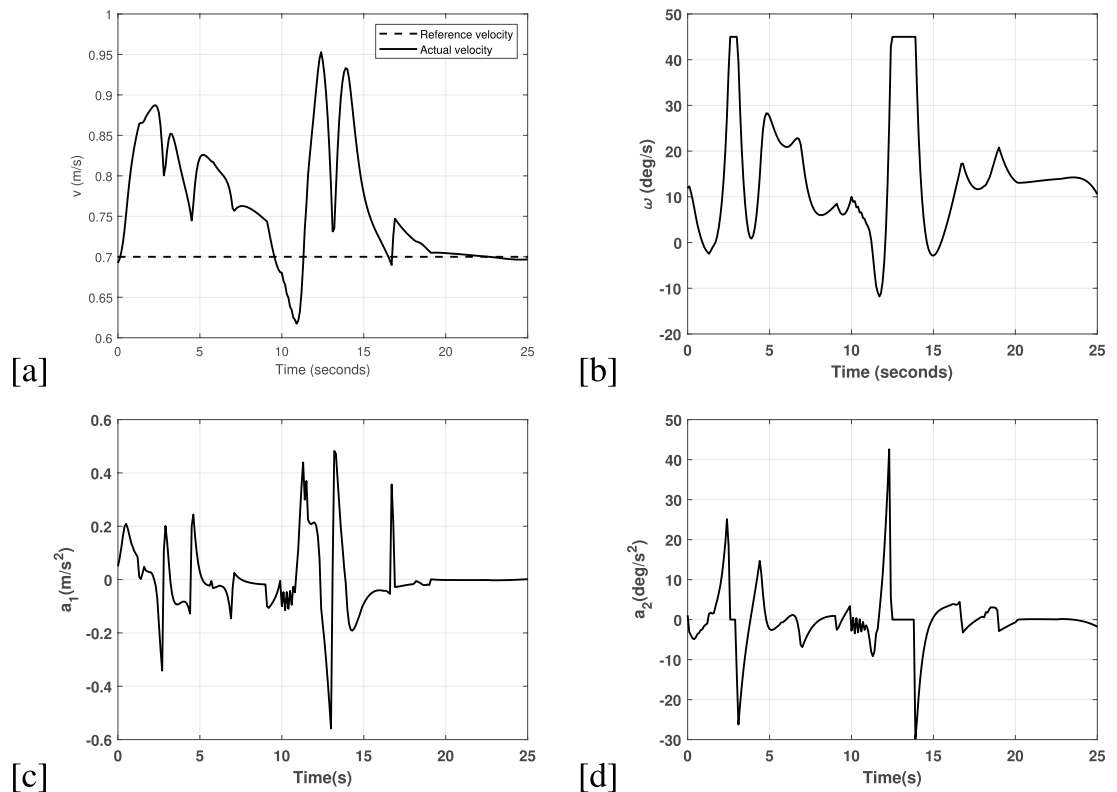 1
0.95
0.9
0.85
0.8
0.75
0.7
0.65
0.6
v (m/s)
Reference velocity
Actual velocity
0 5 10 15 20 25
Time (seconds)
[a]
50
40
30
20
10
0
-10
-20
ω (deg/s)
0 5 10 15 20 25
Time (seconds)
[b]
0.6
0.4
0.2
0
-0.2
-0.4
-0.6
a₁(m/s²)
0 5 10 15 20 25
Time(s)
[c]
50
40
30
20
10
0
-10
-20
-30
a₂(deg/s²)
0 5 10 15 20 25
Time(s)
[d]